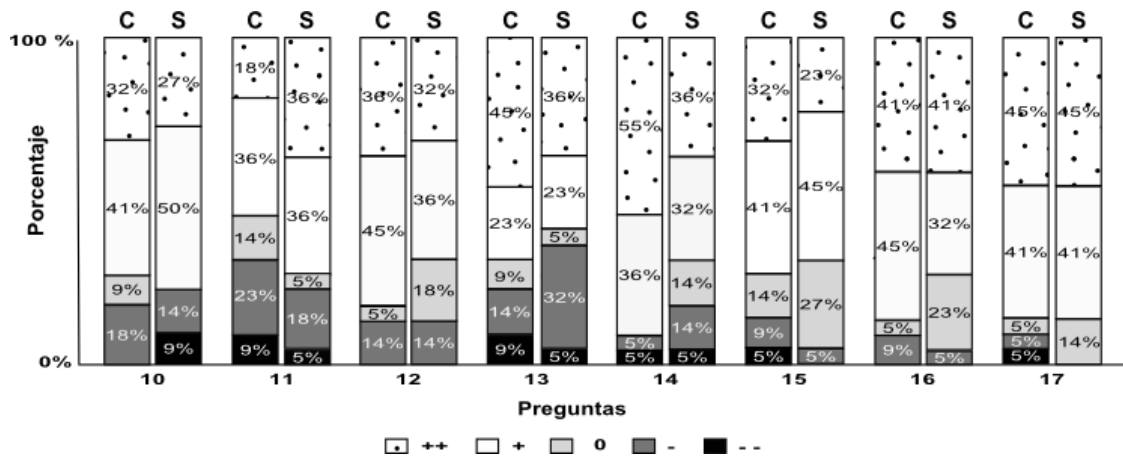 C S C S C S C S C S C S C S C S
100 %
Porcentaje
0%
32% 41% 9% 18%
27% 50% 14% 9%
18% 36% 14% 23% 9%
36% 36% 5% 18% 5%
36% 45% 5% 14%
32% 36% 18% 14%
45% 23% 9% 14% 9%
36% 23% 5% 32% 5%
55% 36% 5% 5%
36% 32% 14% 14% 5%
32% 41% 14% 9% 5%
23% 45% 27% 5%
41% 45% 5% 9%
41% 32% 23% 5%
45% 41% 5% 5% 5%
45% 41% 14%
10 11 12 13 14 15 16 17
Preguntas
++ + 0 - --